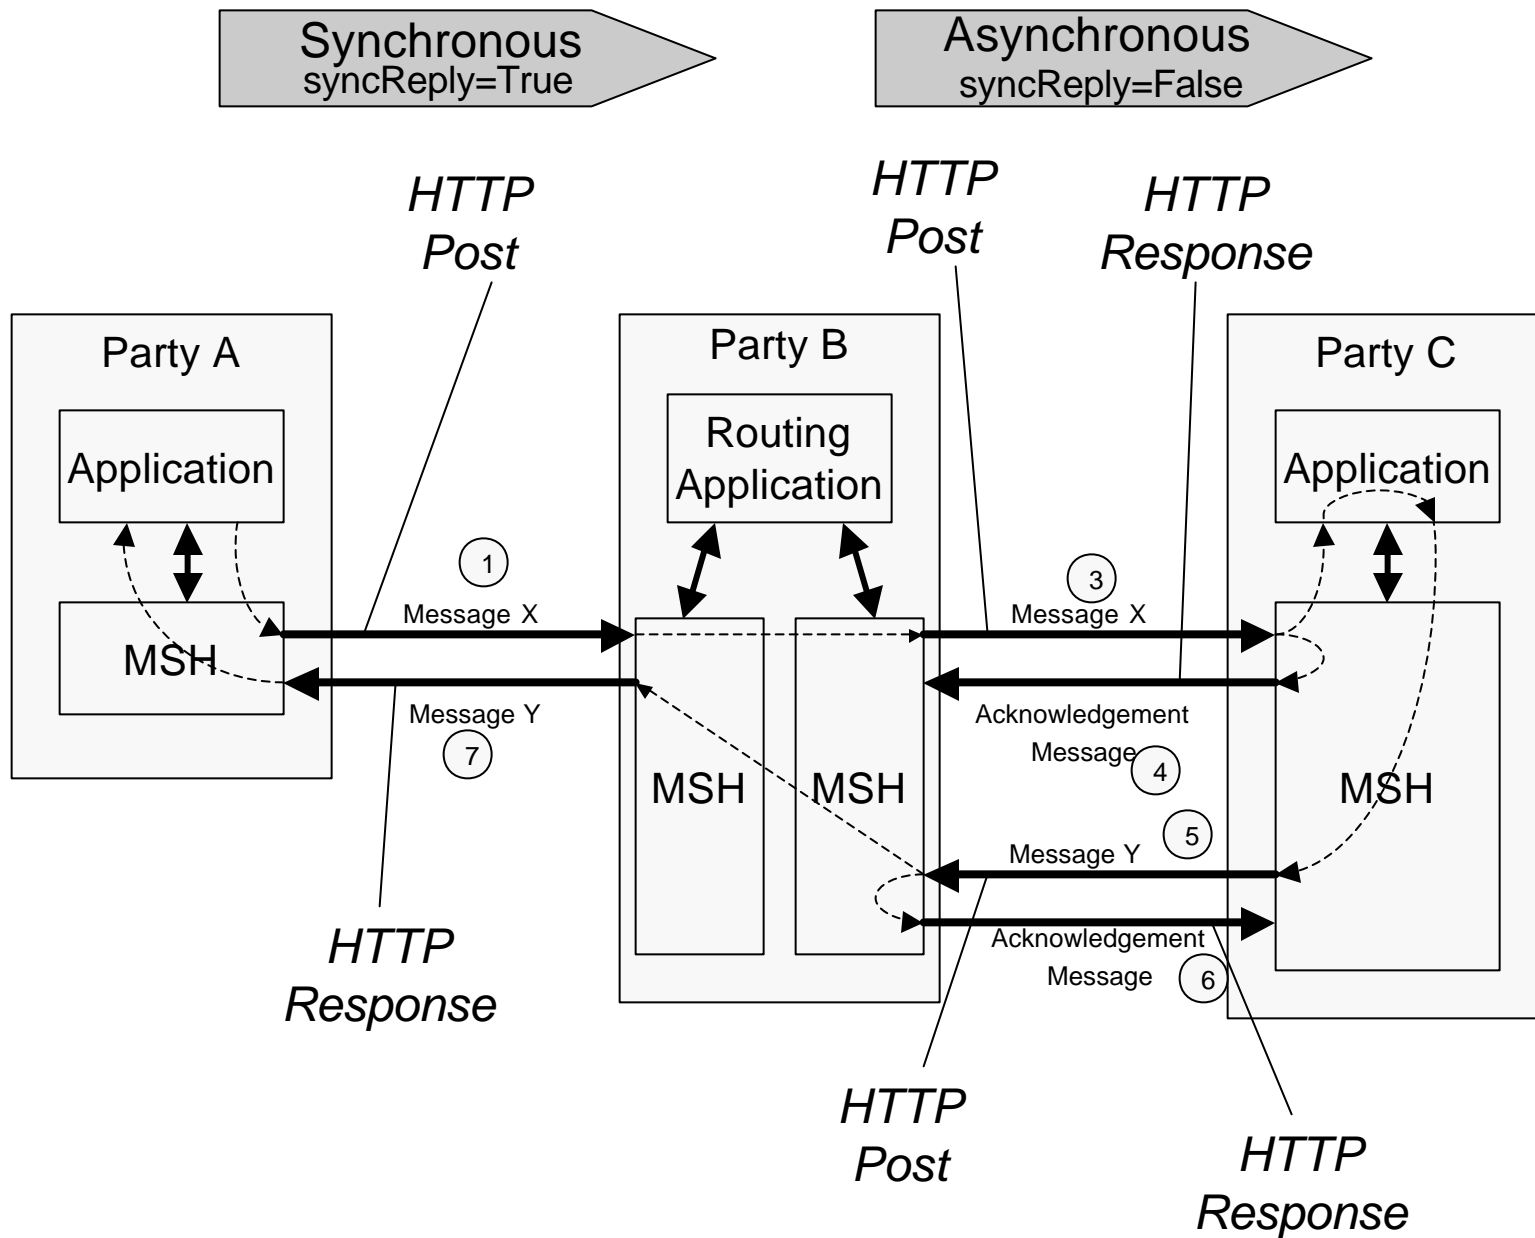 Synchronous
syncReply=True
Asynchronous
syncReply=False
HTTP
Post
HTTP
Post
HTTP
Response
Party A
Application
MSH
Party B
Routing
Application
MSH
MSH
Party C
Application
MSH
1
Message X
Message Y
7
3
Message X
Acknowledgement
Message
4
5
Message Y
Acknowledgement
Message
6
HTTP
Response
HTTP
Post
HTTP
Response